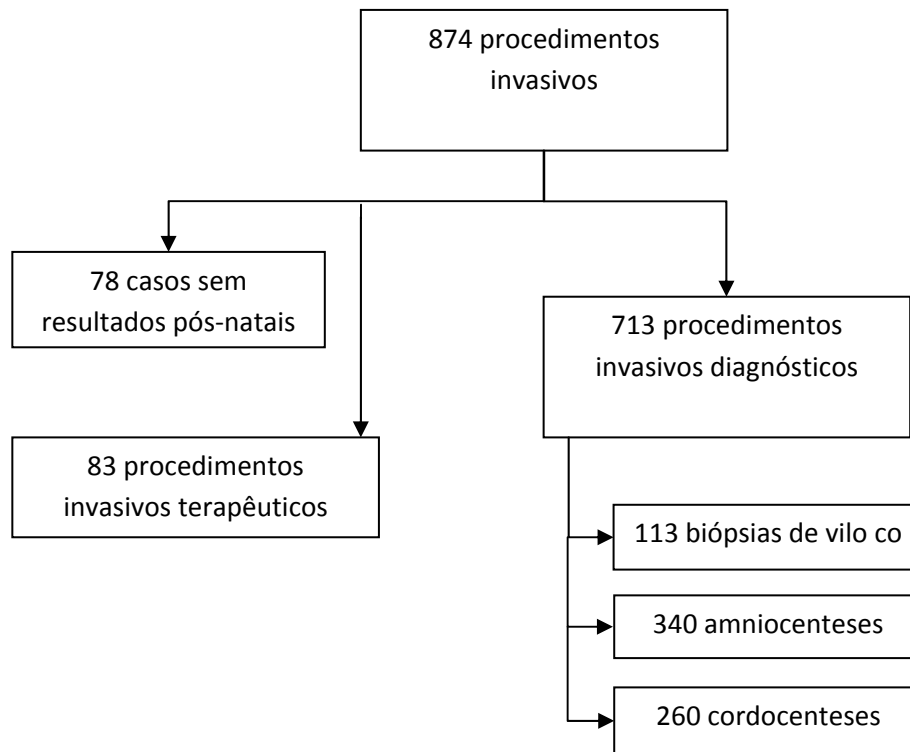 874 procedimentos
invasivos
78 casos sem
resultados pós-natais
713 procedimentos
invasivos diagnósticos
83 procedimentos
invasivos terapêuticos
113 biópsias de vilo co
340 amniocenteses
260 cordocenteses